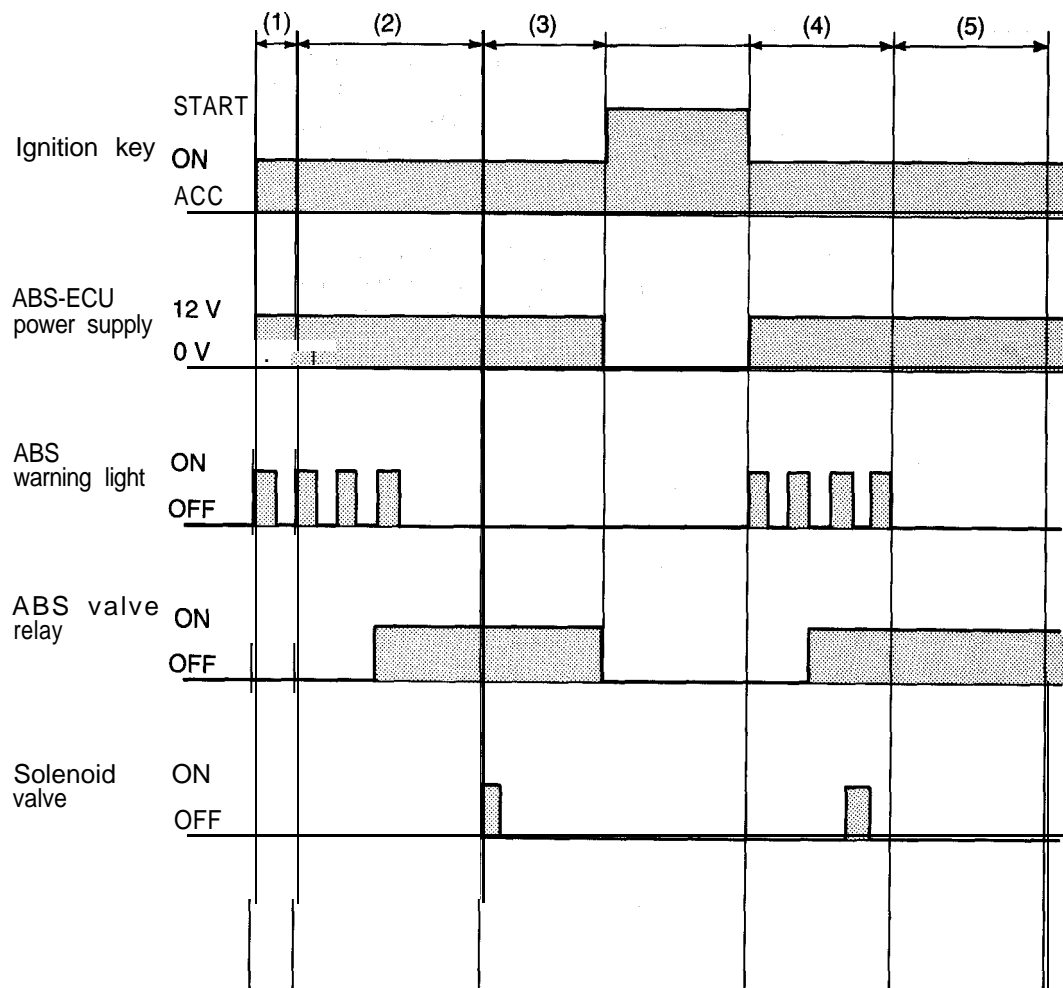 (1) (2) (3) (4) (5)
START
Ignition key ON
ACC
ABS-ECU 12 V
power supply
0 V
ABS ON
warning light
OFF
ABS valve ON
relay
OFF
Solenoid ON
valve
OFF